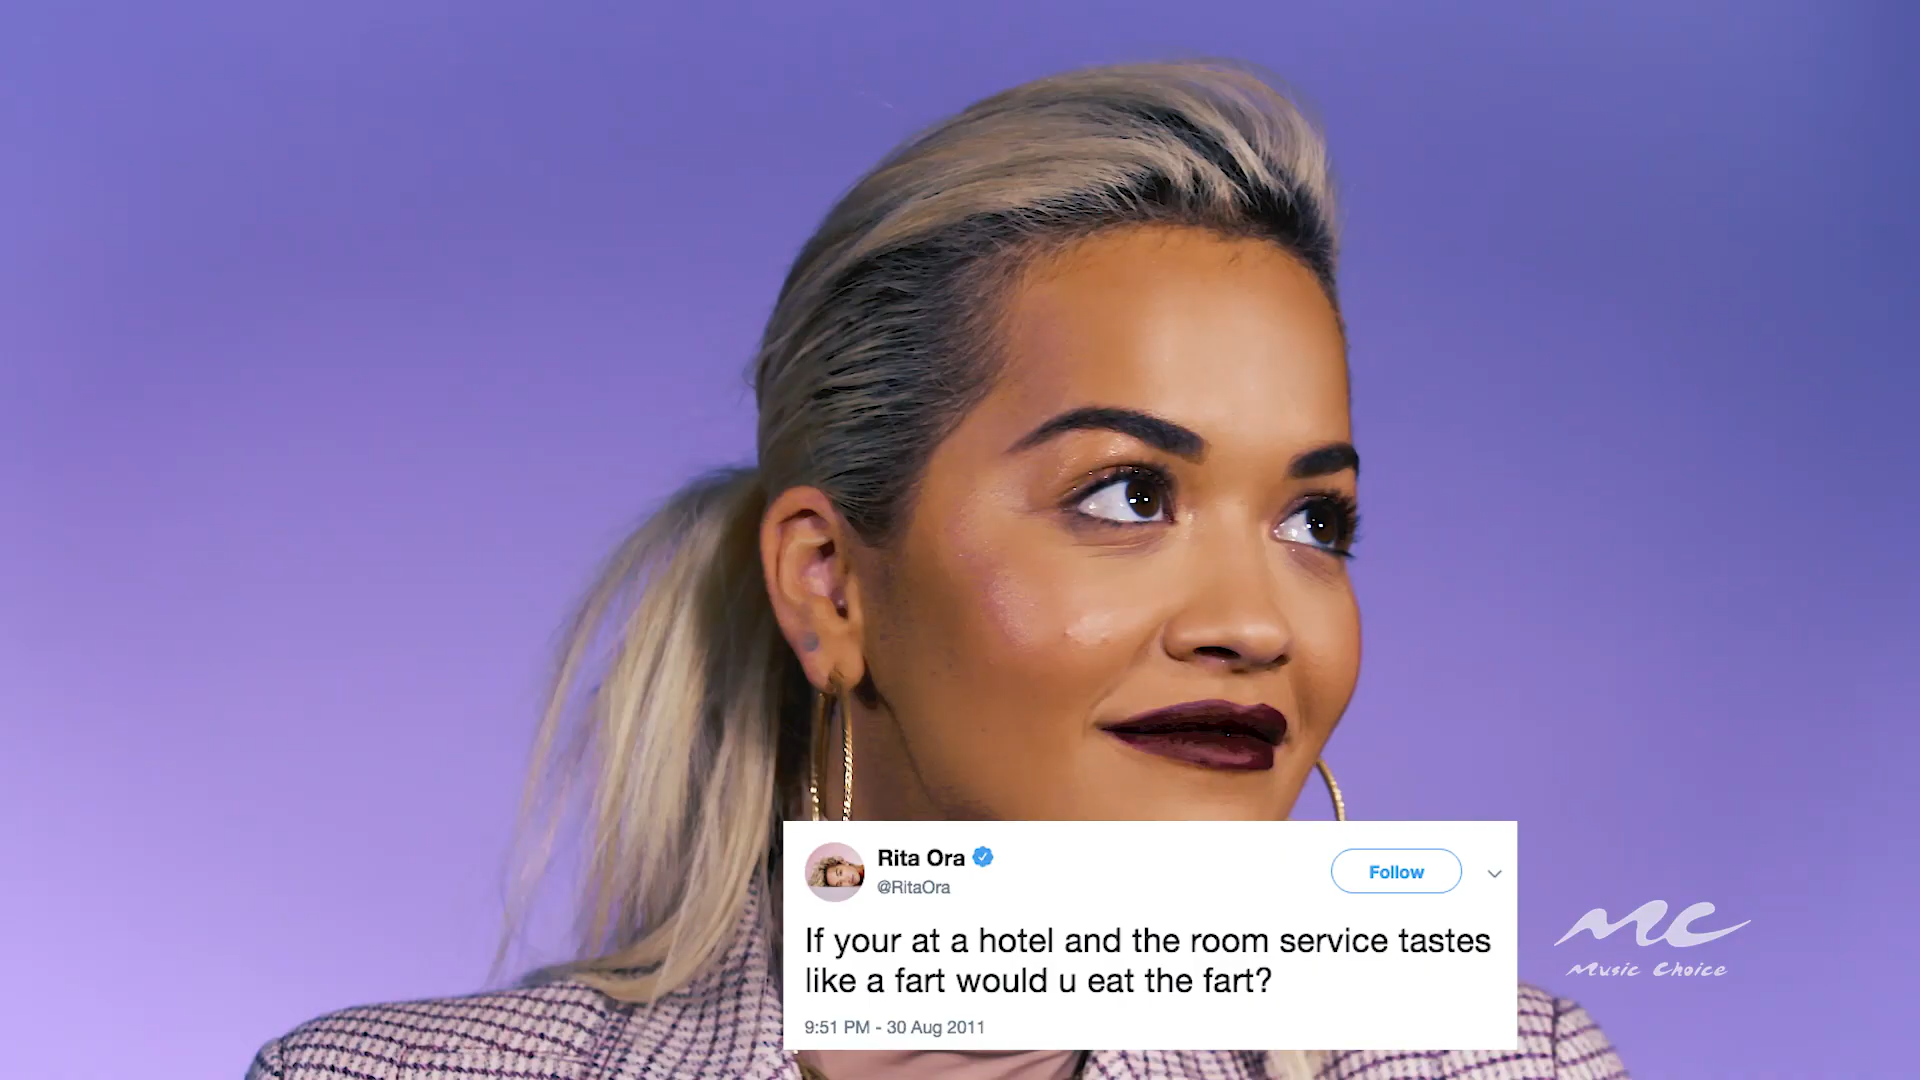 Rita Ora
@RitaOra
Follow
If your at a hotel and the room service tastes
like a fart would u eat the fart?
9:51 PM - 30 Aug 2011
MC
Music Choice